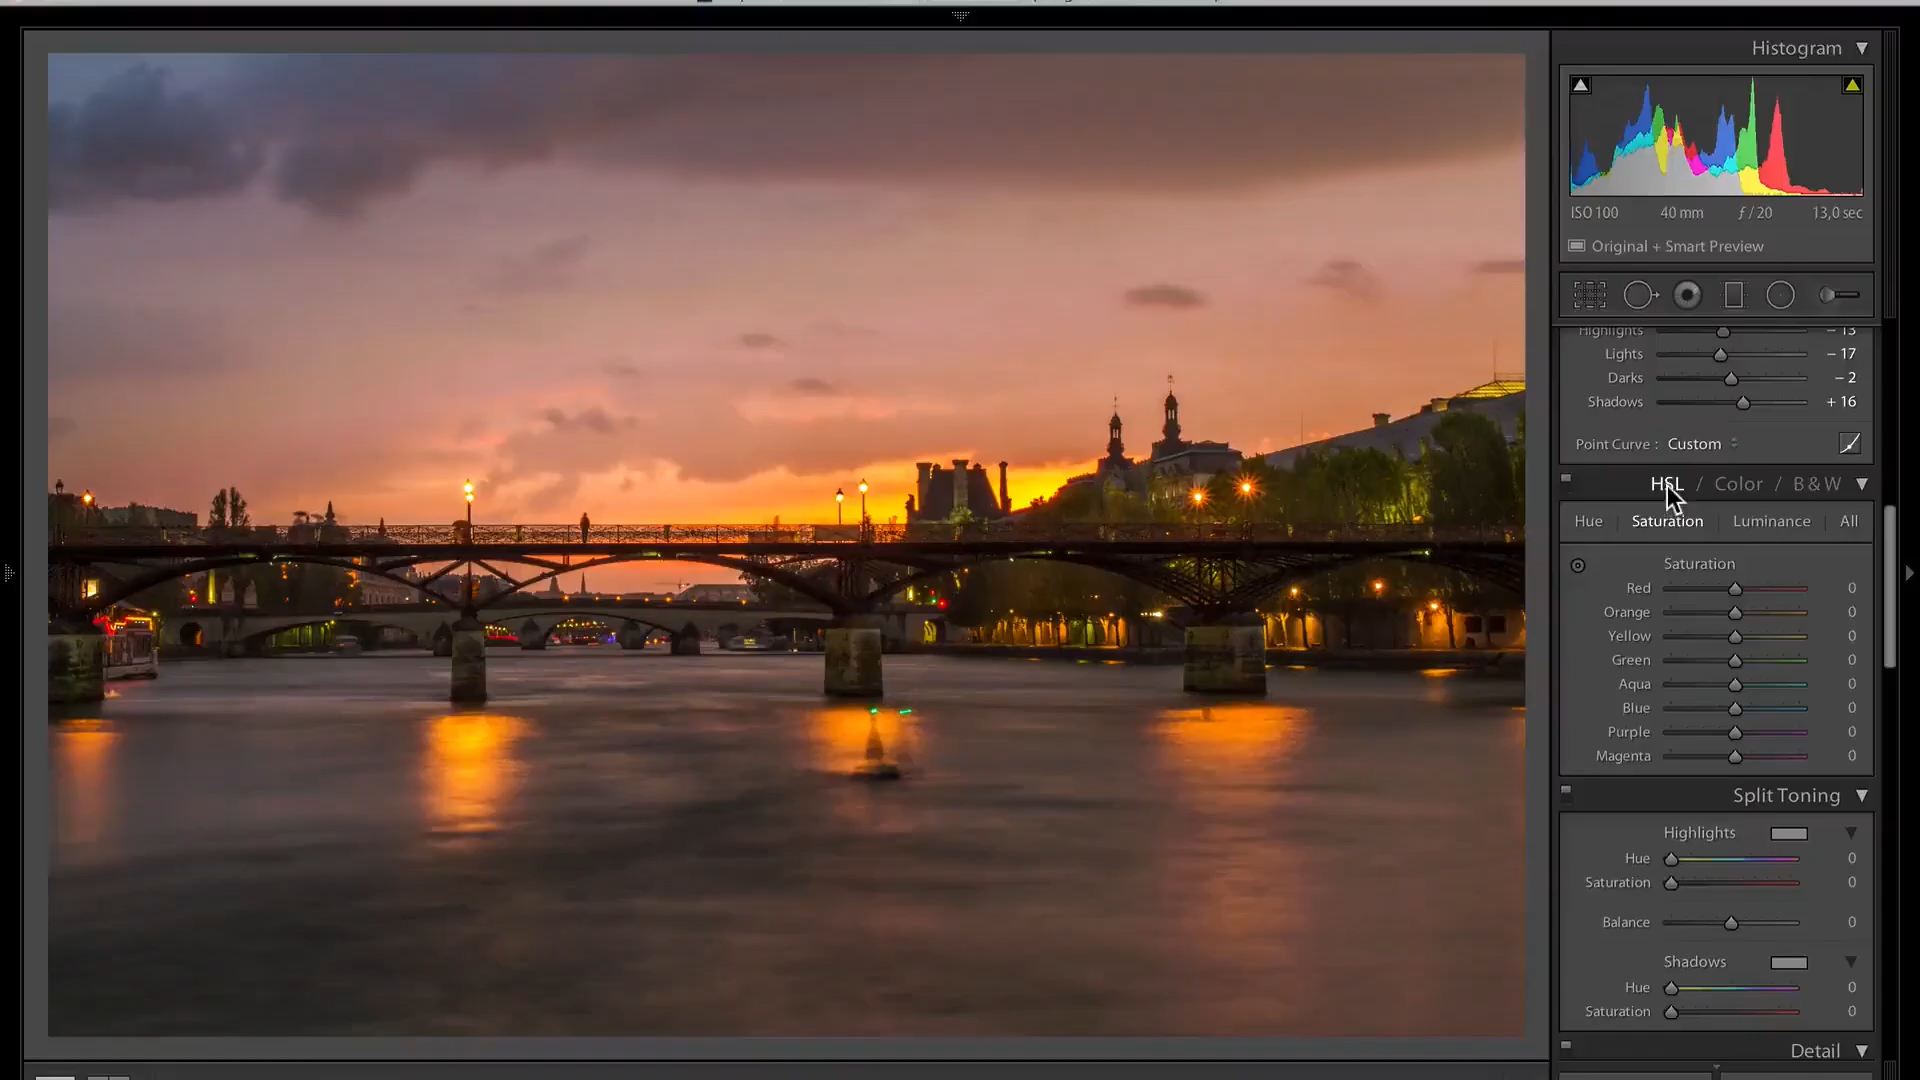 Histogram
ISO 100 40 mm ƒ / 20 13,0 sec
Original + Smart Preview
Highlights – 13
Lights – 17
Darks – 2
Shadows + 16
Point Curve : Custom
HSL / Color / B & W
Hue Saturation Luminance All
Saturation
Red 0
Orange 0
Yellow 0
Green 0
Aqua 0
Blue 0
Purple 0
Magenta 0
Split Toning
Highlights
Hue 0
Saturation 0
Balance 0
Shadows
Hue 0
Saturation 0
Detail